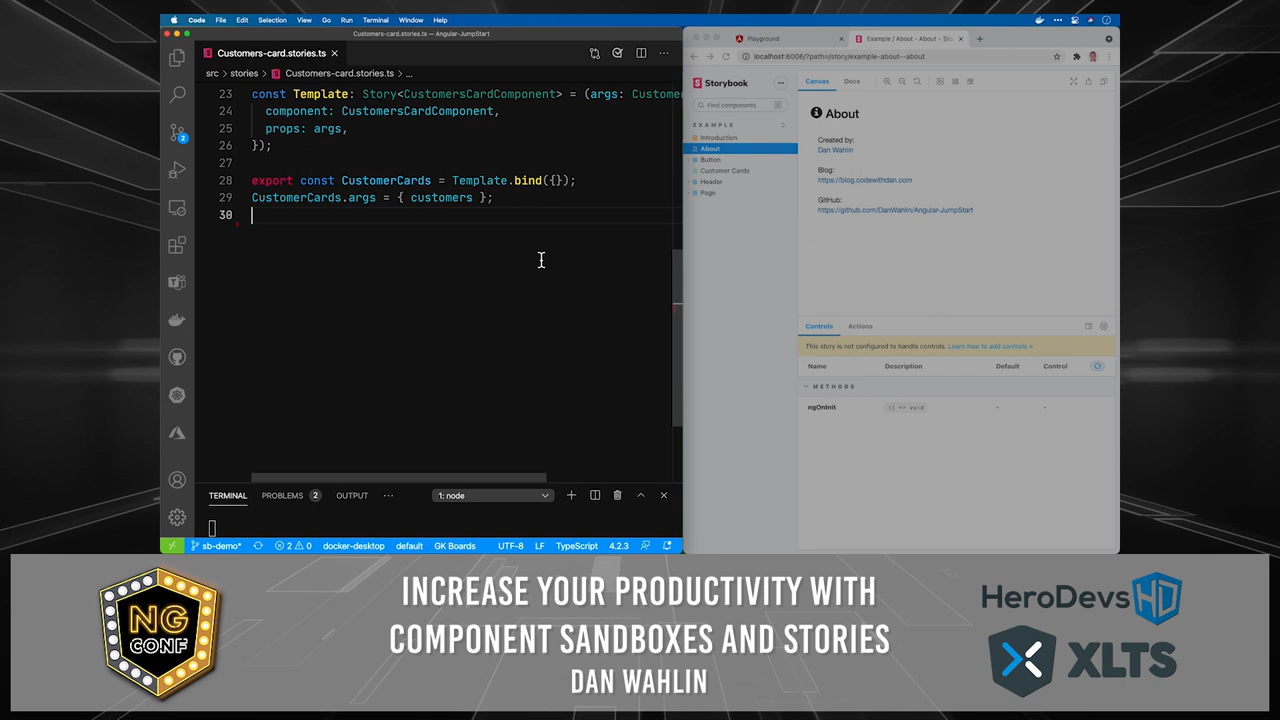 Code File Edit Selection View Go Run Terminal Window Help
Customers-card.stories.ts — Angular-JumpStart
Customers-card.stories.ts
src > stories > Customers-card.stories.ts > ...
23 const Template: Story<CustomersCardComponent> = (args: Custome
24 component: CustomersCardComponent,
25 props: args,
26 });
27
28 export const CustomerCards = Template.bind({});
29 CustomerCards.args = { customers };
30
2
TERMINAL PROBLEMS 2 OUTPUT ...
1: node
sb-demo* 2 0 docker-desktop default GK Boards UTF-8 LF TypeScript 4.2.3
Playground
Example / About - About - Sto
localhost:6006/?path=/story/example-about--about
Storybook
Find components /
EXAMPLE
Introduction
About
Button
Customer Cards
Header
Page
Canvas Docs
About
Created by:
Dan Wahlin
Blog:
https://blog.codewithdan.com
GitHub:
https://github.com/DanWahlin/Angular-JumpStart
Controls Actions
This story is not configured to handle controls. Learn how to add controls »
Name Description Default Control
METHODS
ngOnInit () => void - -
NG
CONF
INCREASE YOUR PRODUCTIVITY WITH
COMPONENT SANDBOXES AND STORIES
DAN WAHLIN
HeroDevs HD
XLTS